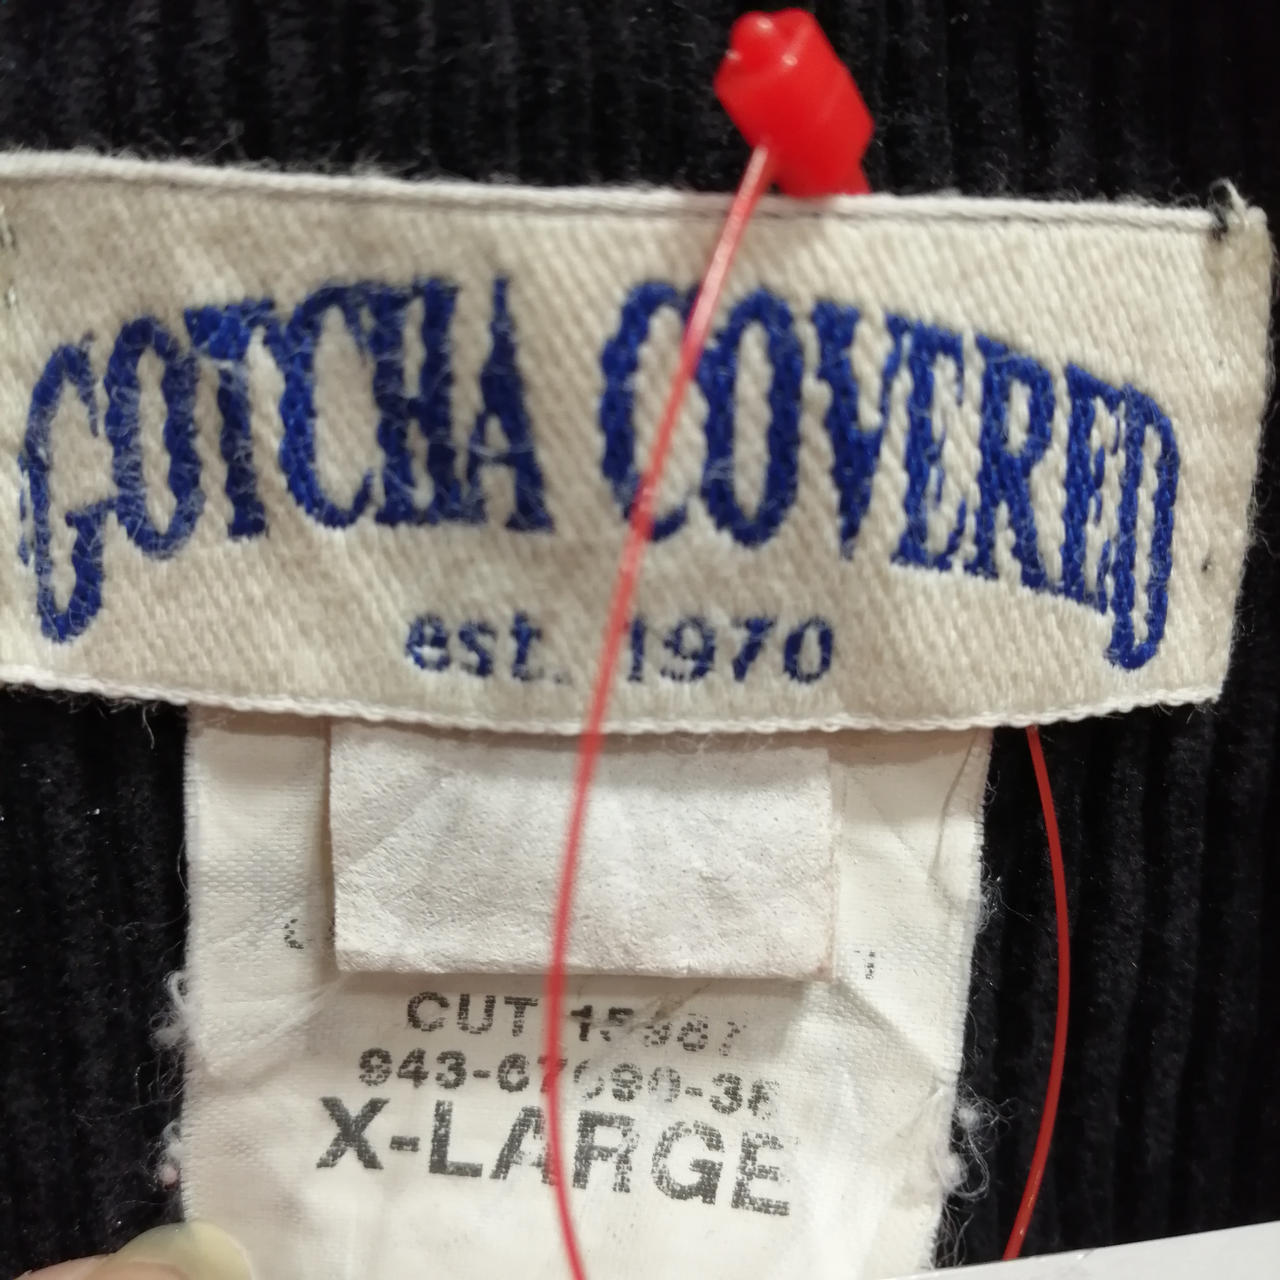 GOTCHA COVERED
est. 1970
CUT
X-LARGE